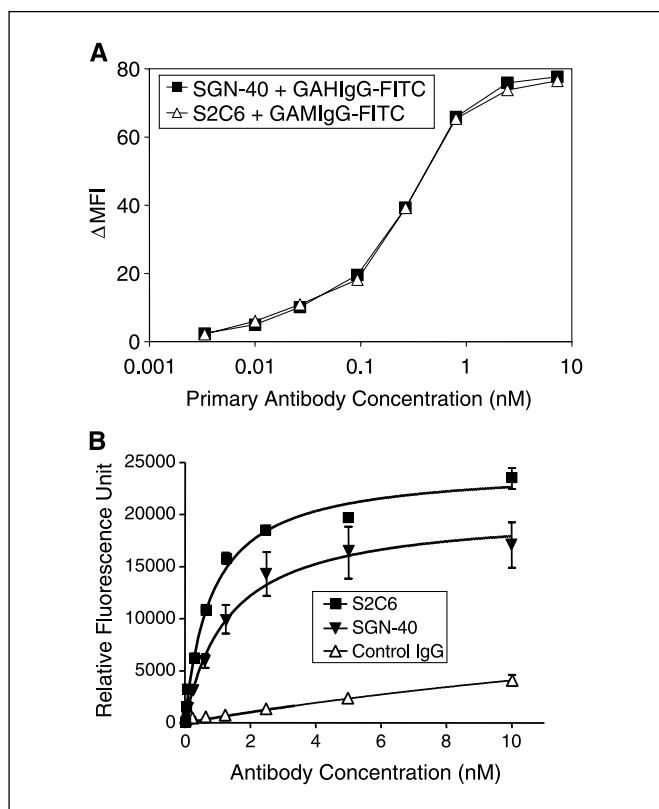 A
80
60
40
20
0
ΔMFI
SGN-40 + GAHIgG-FITC
S2C6 + GAMIgG-FITC
0.001 0.01 0.1 1 10
Primary Antibody Concentration (nM)
B
25000
20000
15000
10000
5000
0
Relative Fluorescence Unit
S2C6
SGN-40
Control IgG
0 2 4 6 8 10
Antibody Concentration (nM)